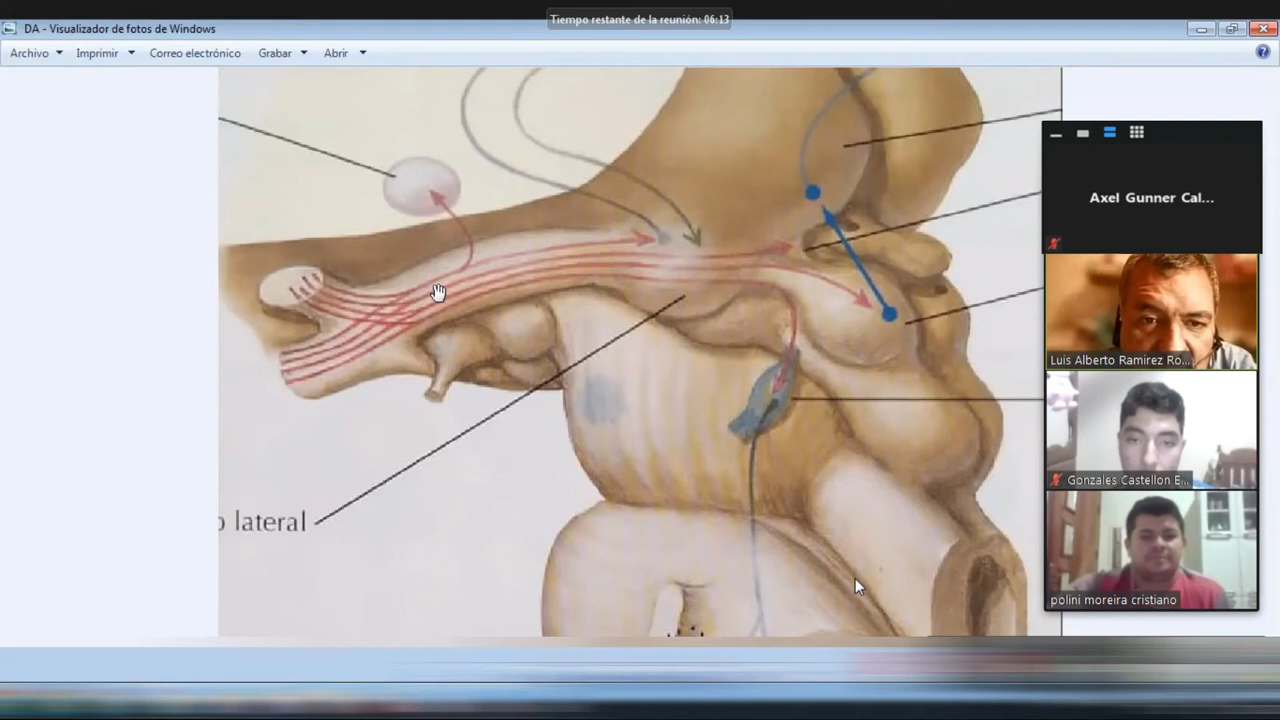 Tiempo restante de la reunión: 06:13
DA - Visualizador de fotos de Windows
Archivo Imprimir Correo electrónico Grabar Abrir
Axel Gunner Cal...
Luis Alberto Ramirez Ro...
Gonzales Castellon E...
polini moreira cristiano
o lateral